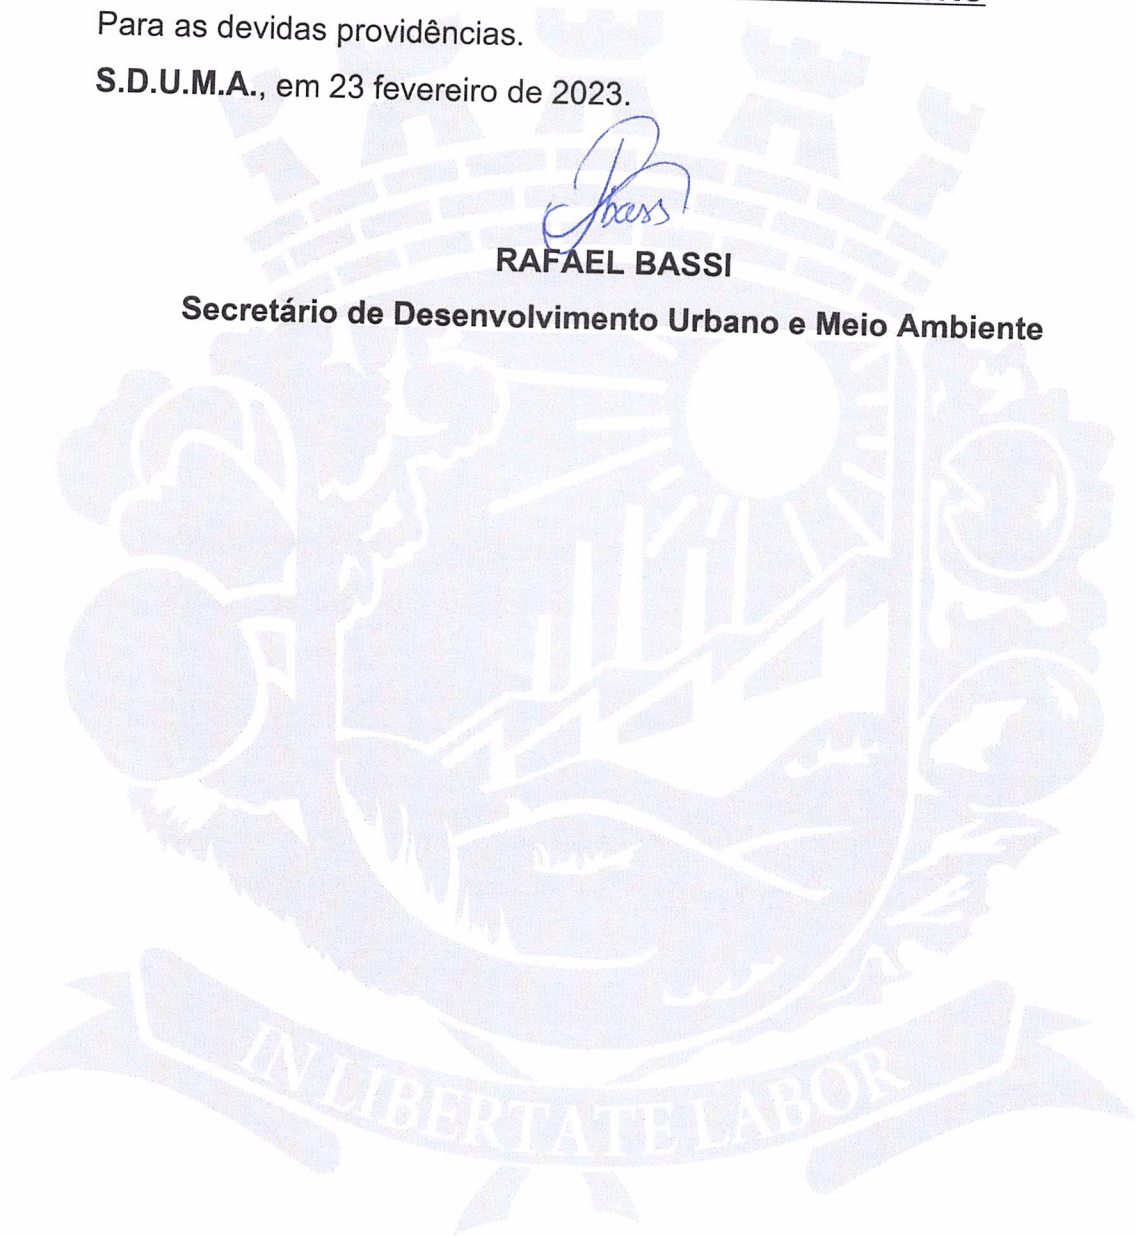 Para as devidas providências.
S.D.U.M.A., em 23 fevereiro de 2023.
RAFAEL BASSI
Secretário de Desenvolvimento Urbano e Meio Ambiente
IN LIBERTATE LABOR